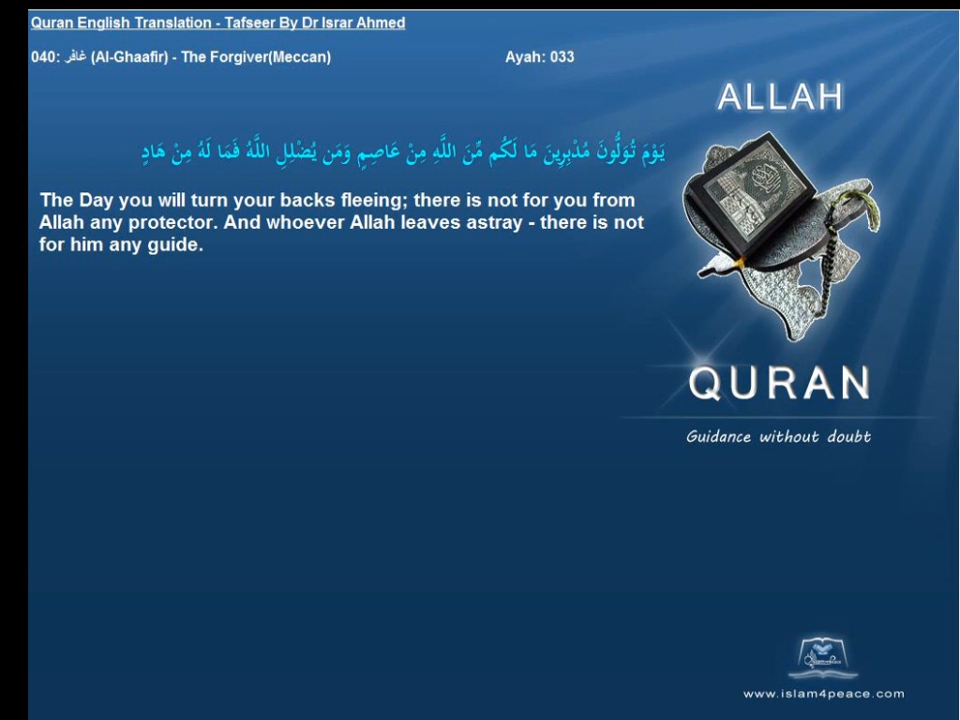 Quran English Translation - Tafseer By Dr Israr Ahmed
040: غافر (Al-Ghaafir) - The Forgiver(Meccan) Ayah: 033
ALLAH
يَوْمَ تُوَلُّونَ مُدْبِرِينَ مَا لَكُم مِّنَ اللَّهِ مِنْ عَاصِمٍ وَمَن يُضْلِلِ اللَّهُ فَمَا لَهُ مِنْ هَادٍ
The Day you will turn your backs fleeing; there is not for you from
Allah any protector. And whoever Allah leaves astray - there is not
for him any guide.
QURAN
Guidance without doubt
www.islam4peace.com